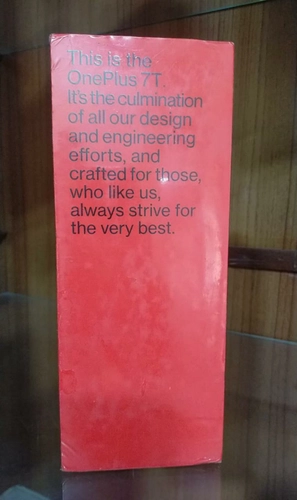 This is the
OnePlus 7T.
It's the culmination
of all our design
and engineering
efforts, and
crafted for those,
who like us,
always strive for
the very best.